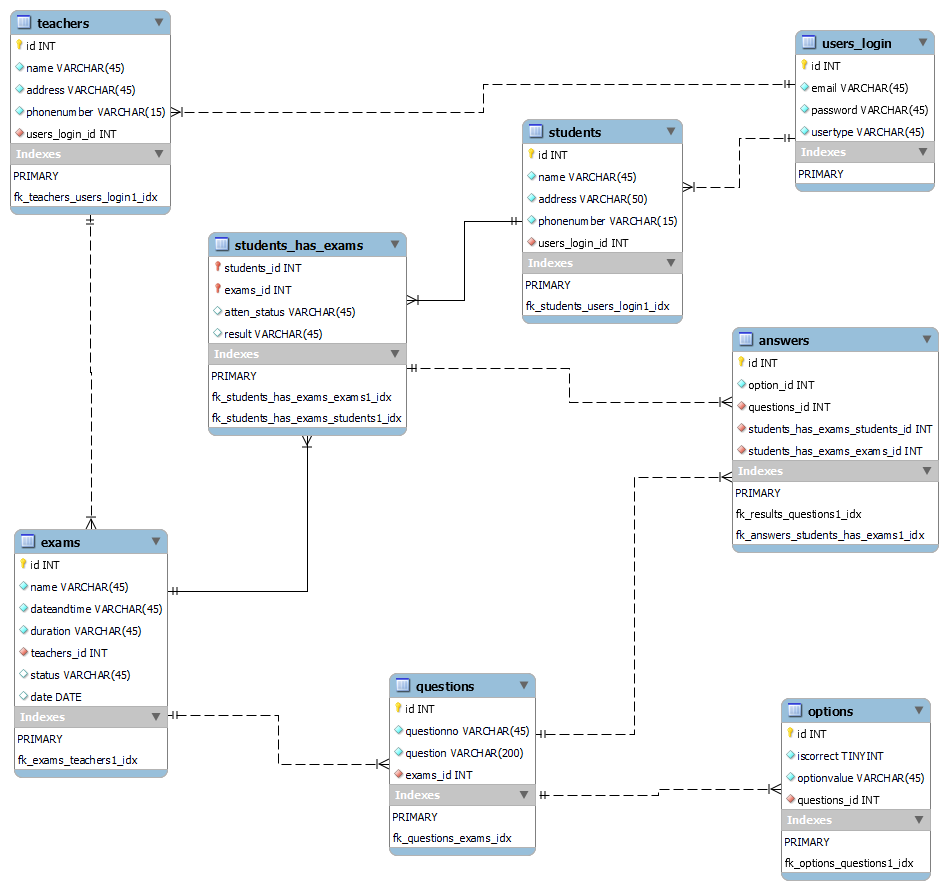 teachers
id INT
name VARCHAR(45)
address VARCHAR(45)
phonenumber VARCHAR(15)
users_login_id INT
Indexes
PRIMARY
fk_teachers_users_login1_idx
users_login
id INT
email VARCHAR(45)
password VARCHAR(45)
usertype VARCHAR(45)
Indexes
PRIMARY
students
id INT
name VARCHAR(45)
address VARCHAR(50)
phonenumber VARCHAR(15)
users_login_id INT
Indexes
PRIMARY
fk_students_users_login1_idx
students_has_exams
students_id INT
exams_id INT
atten_status VARCHAR(45)
result VARCHAR(45)
Indexes
PRIMARY
fk_students_has_exams_exams1_idx
fk_students_has_exams_students1_idx
answers
id INT
option_id INT
questions_id INT
students_has_exams_students_id INT
students_has_exams_exams_id INT
Indexes
PRIMARY
fk_results_questions1_idx
fk_answers_students_has_exams1_idx
exams
id INT
name VARCHAR(45)
dateandtime VARCHAR(45)
duration VARCHAR(45)
teachers_id INT
status VARCHAR(45)
date DATE
Indexes
PRIMARY
fk_exams_teachers1_idx
questions
id INT
questionno VARCHAR(45)
question VARCHAR(200)
exams_id INT
Indexes
PRIMARY
fk_questions_exams_idx
options
id INT
iscorrect TINYINT
optionvalue VARCHAR(45)
questions_id INT
Indexes
PRIMARY
fk_options_questions1_idx